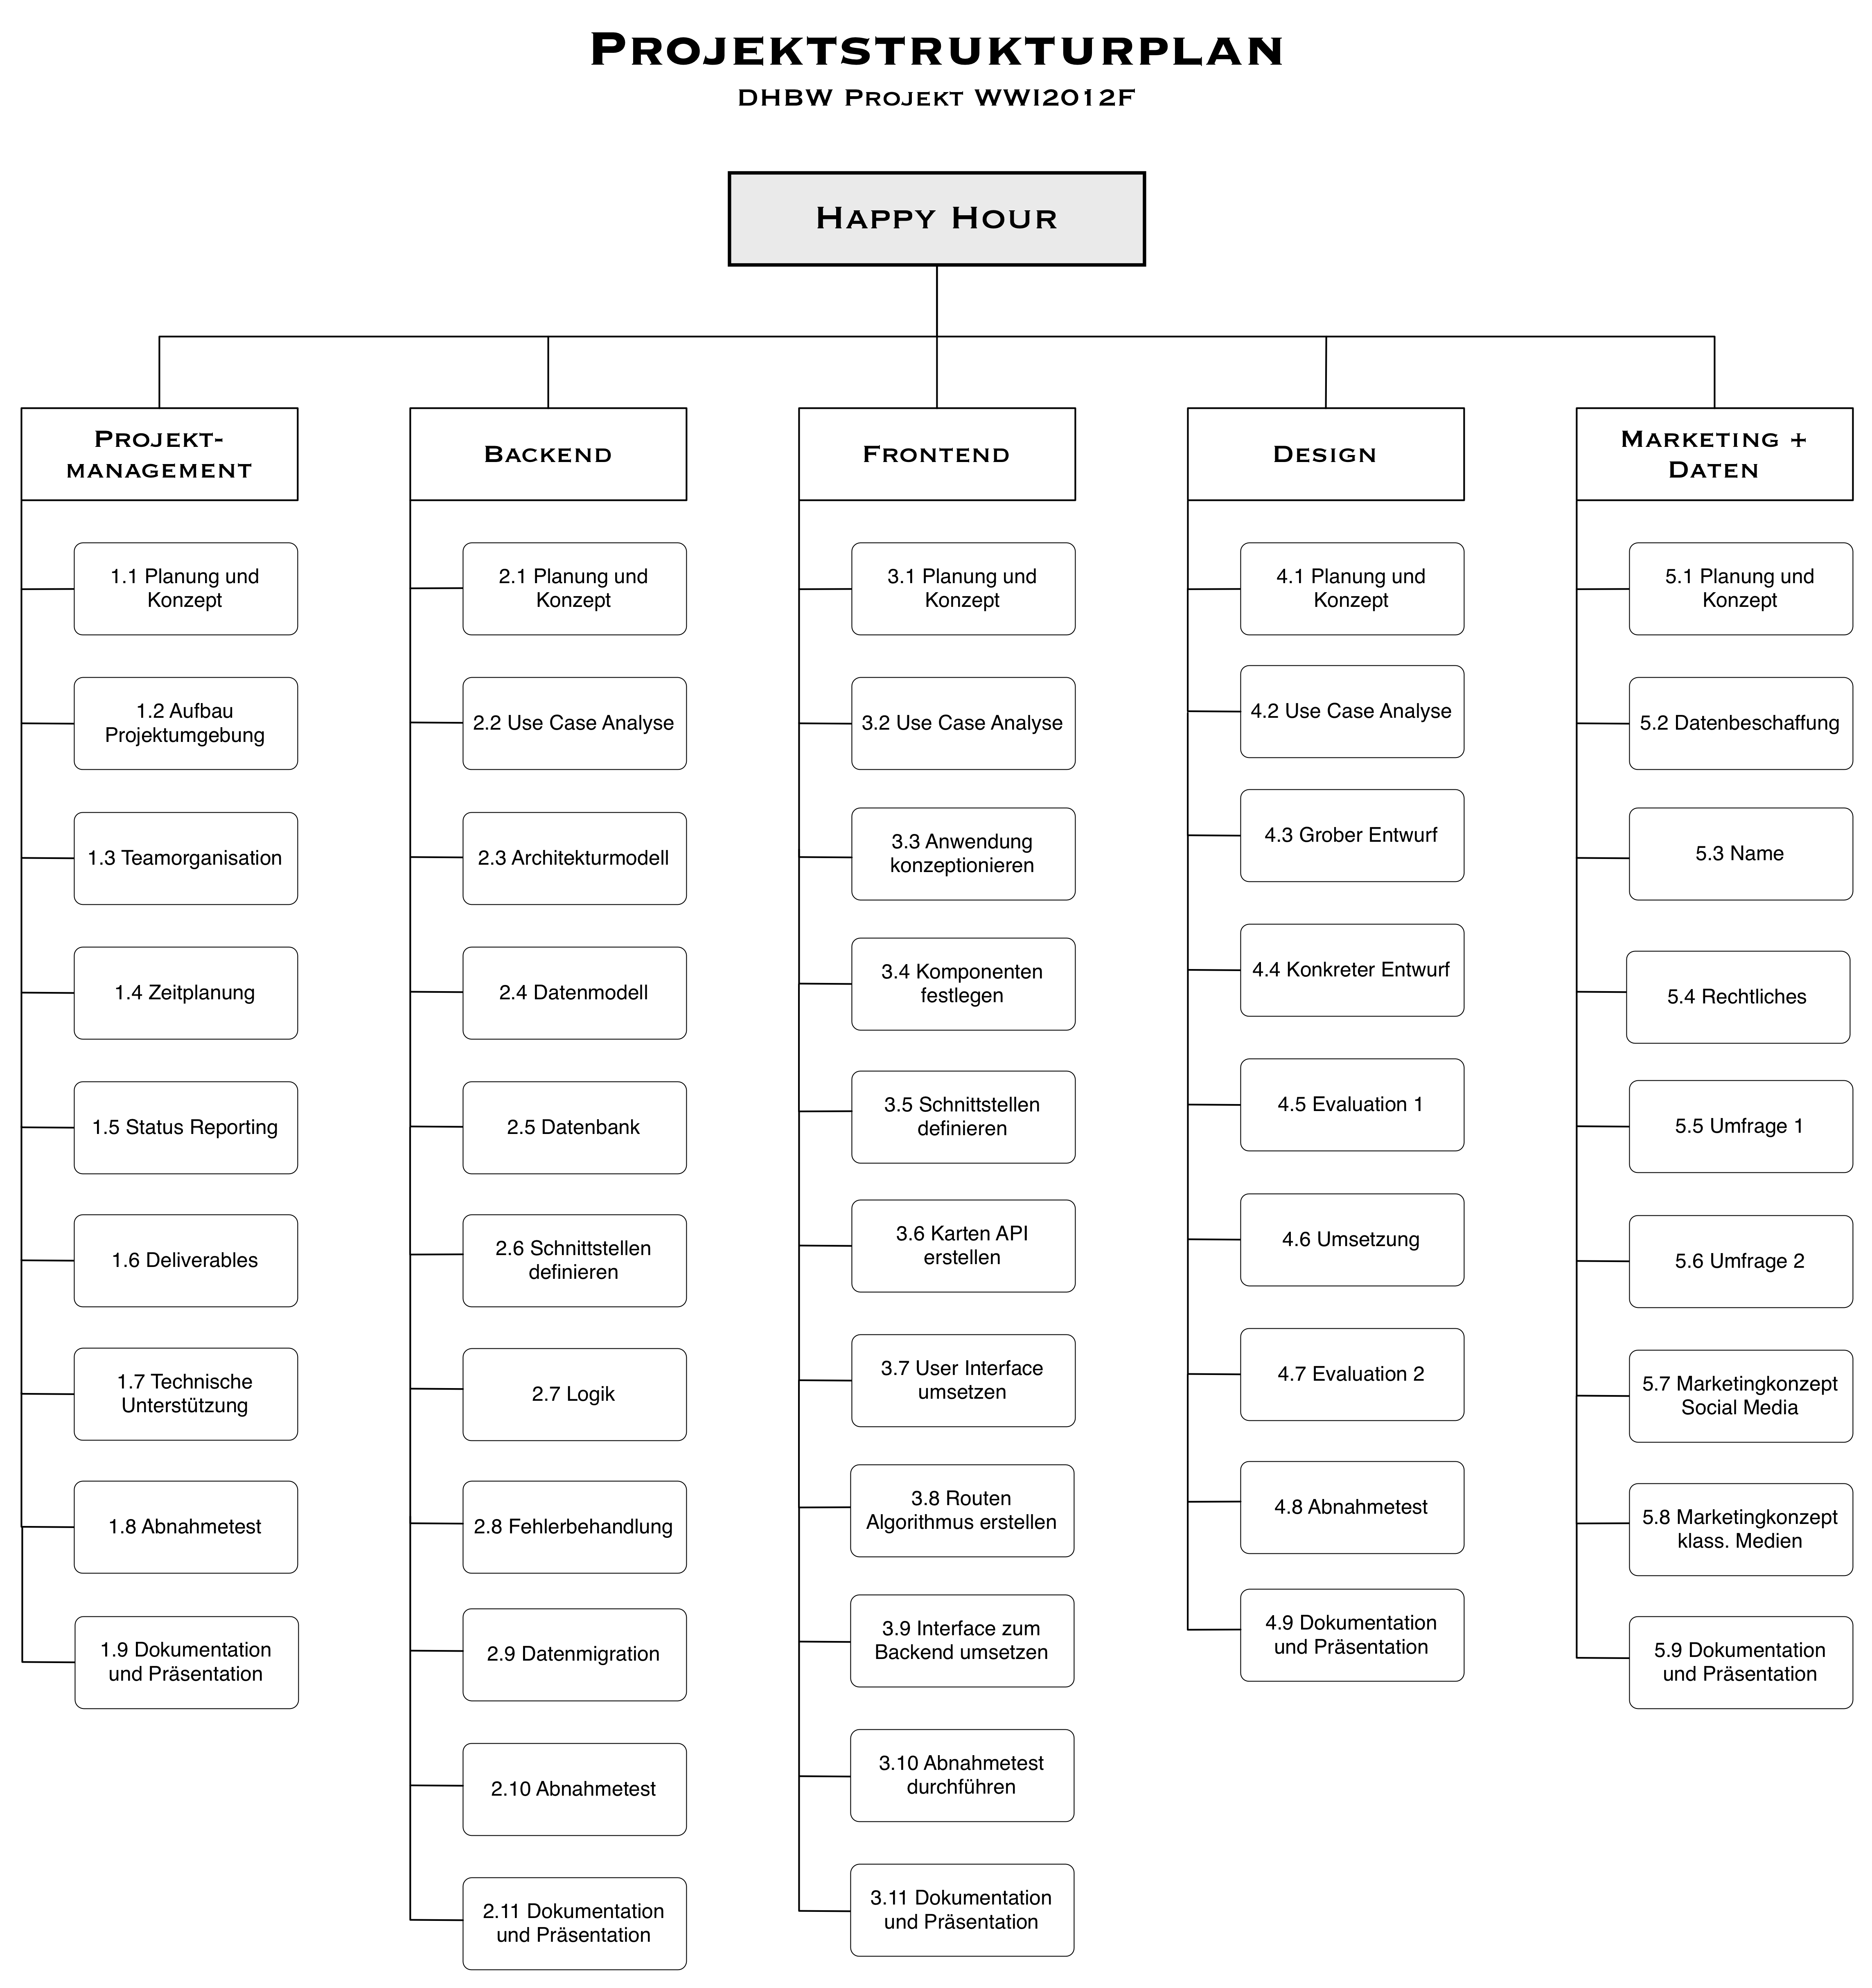 PROJEKTSTRUKTURPLAN
DHBW PROJEKT WWI2012F
HAPPY HOUR
PROJEKT-
MANAGEMENT
1.1 Planung und
Konzept
1.2 Aufbau
Projektumgebung
1.3 Teamorganisation
1.4 Zeitplanung
1.5 Status Reporting
1.6 Deliverables
1.7 Technische
Unterstützung
1.8 Abnahmetest
1.9 Dokumentation
und Präsentation
BACKEND
2.1 Planung und
Konzept
2.2 Use Case Analyse
2.3 Architekturmodell
2.4 Datenmodell
2.5 Datenbank
2.6 Schnittstellen
definieren
2.7 Logik
2.8 Fehlerbehandlung
2.9 Datenmigration
2.10 Abnahmetest
2.11 Dokumentation
und Präsentation
FRONTEND
3.1 Planung und
Konzept
3.2 Use Case Analyse
3.3 Anwendung
konzeptionieren
3.4 Komponenten
festlegen
3.5 Schnittstellen
definieren
3.6 Karten API
erstellen
3.7 User Interface
umsetzen
3.8 Routen
Algorithmus erstellen
3.9 Interface zum
Backend umsetzen
3.10 Abnahmetest
durchführen
3.11 Dokumentation
und Präsentation
DESIGN
4.1 Planung und
Konzept
4.2 Use Case Analyse
4.3 Grober Entwurf
4.4 Konkreter Entwurf
4.5 Evaluation 1
4.6 Umsetzung
4.7 Evaluation 2
4.8 Abnahmetest
4.9 Dokumentation
und Präsentation
MARKETING +
DATEN
5.1 Planung und
Konzept
5.2 Datenbeschaffung
5.3 Name
5.4 Rechtliches
5.5 Umfrage 1
5.6 Umfrage 2
5.7 Marketingkonzept
Social Media
5.8 Marketingkonzept
klass. Medien
5.9 Dokumentation
und Präsentation